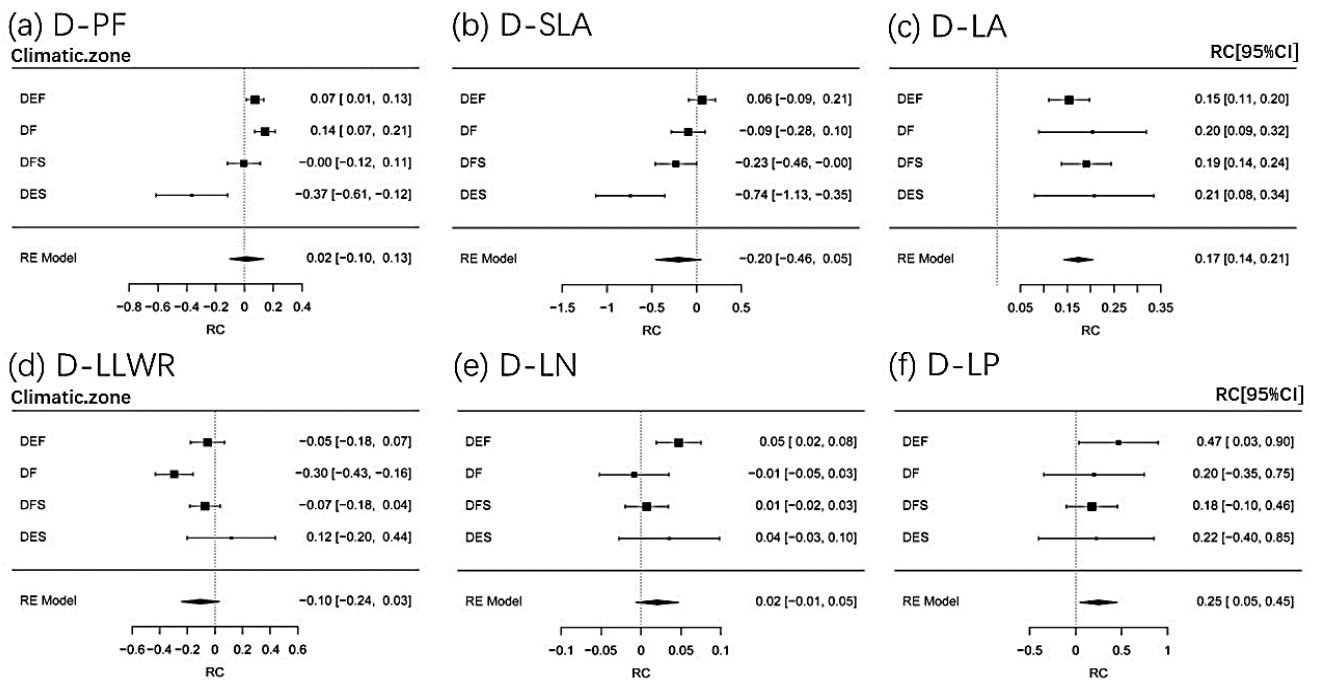 (a) D-PF
Climatic.zone
DEF 0.07 [ 0.01, 0.13]
DF 0.14 [ 0.07, 0.21]
DFS −0.00 [−0.12, 0.11]
DES −0.37 [−0.61, −0.12]
RE Model 0.02 [−0.10, 0.13]
−0.8 −0.6 −0.4 −0.2 0 0.2 0.4
RC
(b) D-SLA
DEF 0.06 [−0.09, 0.21]
DF −0.09 [−0.28, 0.10]
DFS −0.23 [−0.46, −0.00]
DES −0.74 [−1.13, −0.35]
RE Model −0.20 [−0.46, 0.05]
−1.5 −1 −0.5 0 0.5
RC
(c) D-LA
RC[95%CI]
DEF 0.15 [0.11, 0.20]
DF 0.20 [0.09, 0.32]
DFS 0.19 [0.14, 0.24]
DES 0.21 [0.08, 0.34]
RE Model 0.17 [0.14, 0.21]
0.05 0.15 0.25 0.35
RC
(d) D-LLWR
Climatic.zone
DEF −0.05 [−0.18, 0.07]
DF −0.30 [−0.43, −0.16]
DFS −0.07 [−0.18, 0.04]
DES 0.12 [−0.20, 0.44]
RE Model −0.10 [−0.24, 0.03]
−0.6 −0.4 −0.2 0 0.2 0.4 0.6
RC
(e) D-LN
DEF 0.05 [ 0.02, 0.08]
DF −0.01 [−0.05, 0.03]
DFS 0.01 [−0.02, 0.03]
DES 0.04 [−0.03, 0.10]
RE Model 0.02 [−0.01, 0.05]
−0.1 −0.05 0 0.05 0.1
RC
(f) D-LP
RC[95%CI]
DEF 0.47 [ 0.03, 0.90]
DF 0.20 [−0.35, 0.75]
DFS 0.18 [−0.10, 0.46]
DES 0.22 [−0.40, 0.85]
RE Model 0.25 [ 0.05, 0.45]
−0.5 0 0.5 1
RC